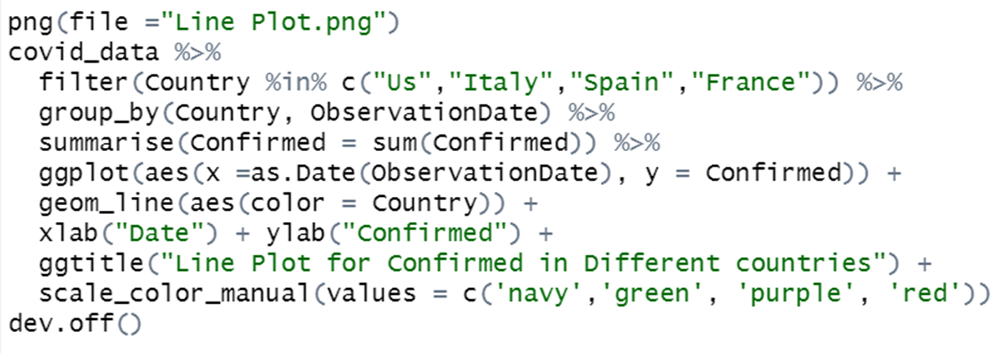 png(file ="Line Plot.png")
covid_data %>%
  filter(Country %in% c("Us","Italy","Spain","France")) %>%
  group_by(Country, ObservationDate) %>%
  summarise(Confirmed = sum(Confirmed)) %>%
  ggplot(aes(x =as.Date(ObservationDate), y = Confirmed)) +
  geom_line(aes(color = Country)) +
  xlab("Date") + ylab("Confirmed") +
  ggtitle("Line Plot for Confirmed in Different countries") +
  scale_color_manual(values = c('navy','green', 'purple', 'red'))
dev.off()